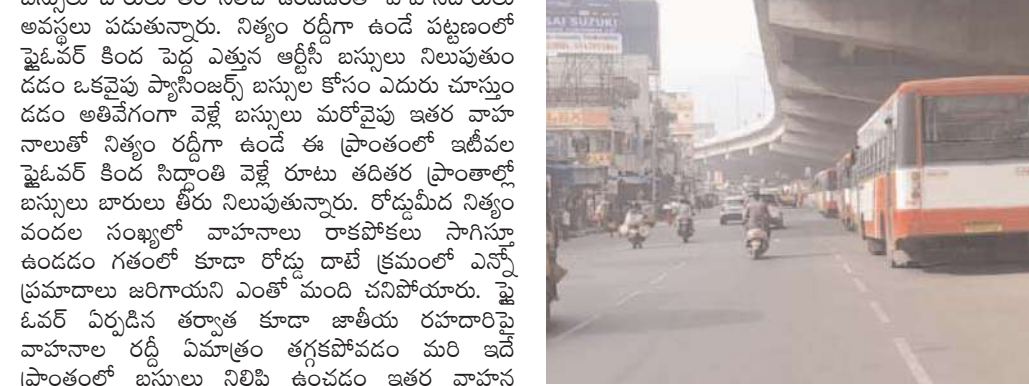 బస్సులు బారులు తీరి నిలిచి ఉండడంతో వాహనదారులు
అవస్థలు పడుతున్నారు. నిత్యం రద్దీగా ఉండే పట్టణంలో
ఫ్లైఓవర్ కింద పెద్ద ఎత్తున ఆర్టీసీ బస్సులు నిలుపుతుం
డడం ఒకవైపు ప్యాసింజర్స్ బస్సుల కోసం ఎదురు చూస్తుం
డడం అతివేగంగా వెళ్లే బస్సులు మరోవైపు ఇతర వాహ
నాలుతో నిత్యం రద్దీగా ఉండే ఈ ప్రాంతంలో ఇటీవల
ఫ్లైఓవర్ కింద సిద్ధాంతి వెళ్లే రూటు తదితర ప్రాంతాల్లో
బస్సులు బారులు తీరు నిలుపుతున్నారు. రోడ్డుమీద నిత్యం
వందల సంఖ్యలో వాహనాలు రాకపోకలు సాగిస్తూ
ఉండడం గతంలో కూడా రోడ్డు దాటే క్రమంలో ఎన్నో
ప్రమాదాలు జరిగాయని ఎంతో మంది చనిపోయారు. ఫ్లై
ఓవర్ ఏర్పడిన తర్వాత కూడా జాతీయ రహదారిపై
వాహనాల రద్దీ ఏమాత్రం తగ్గకపోవడం మరి ఇదే
ప్రాంతంలో బస్సులు నిలిపి ఉంచడం ఇతర వాహన
SAI SUZUKI